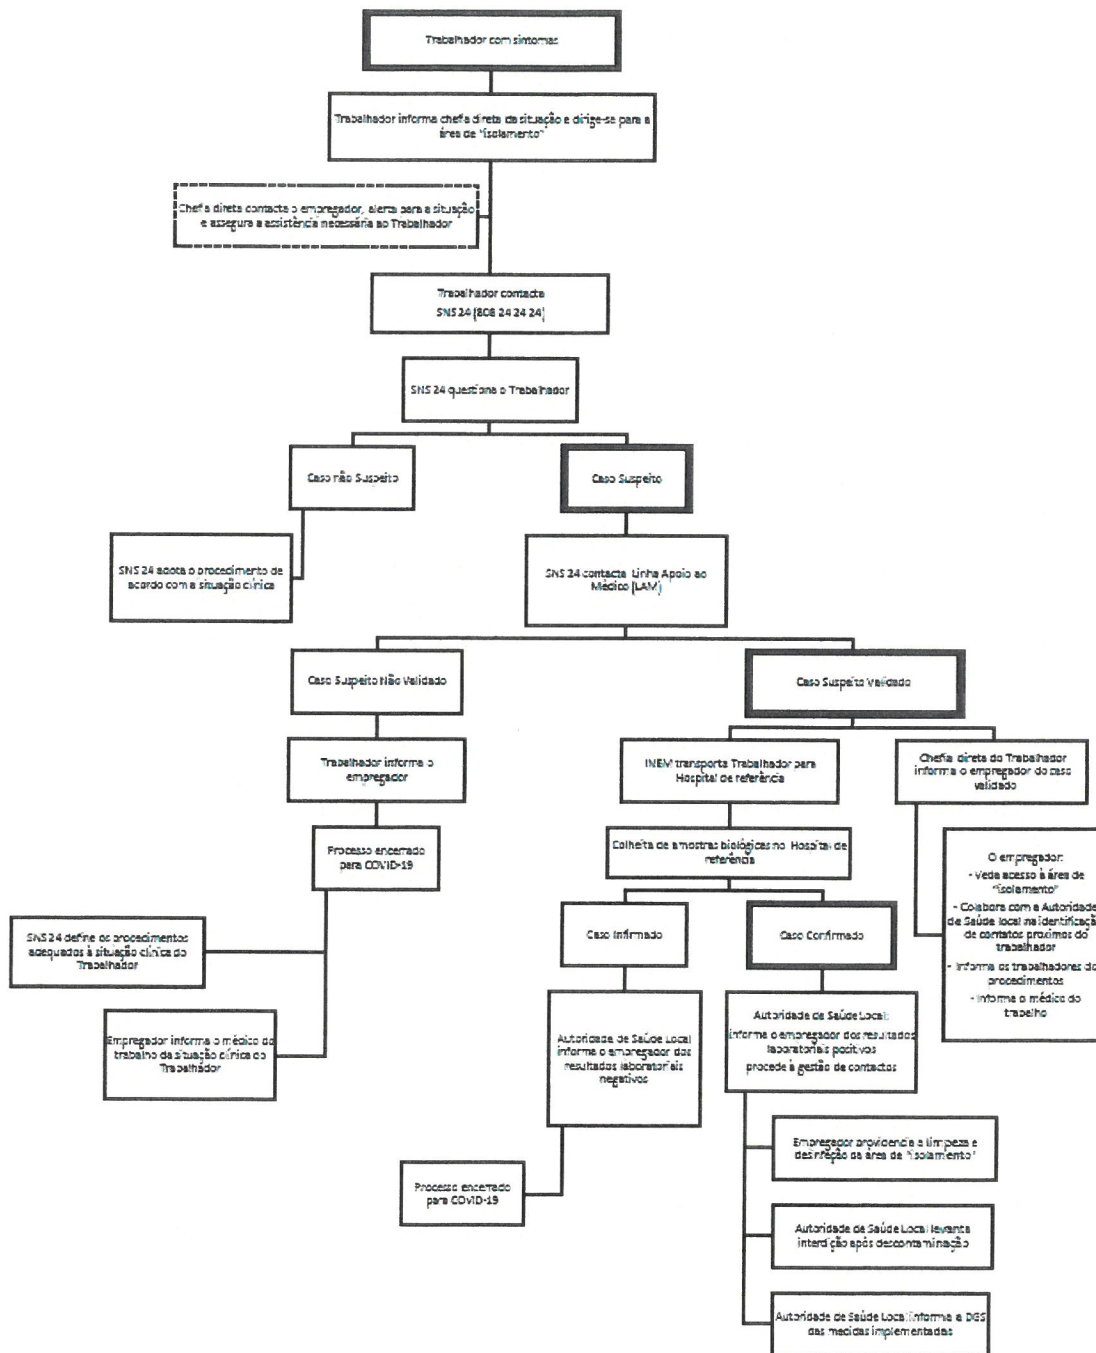 Trabalhador com sintomas
Trabalhador informa chefia direta da situação e dirige-se para a
área de "isolamento"
Chefia direta contacta o empregador, alerta para a situação
e assegura a assistência necessária ao Trabalhador
Trabalhador contacta
SNS 24 (808 24 24 24)
SNS 24 questiona o Trabalhador
Caso não Suspeito
Caso Suspeito
SNS 24 adota o procedimento de
acordo com a situação clínica
SNS 24 contacta Linha Apoio ao
Médico (LAM)
Caso Suspeito Não Validado
Caso Suspeito Validado
Trabalhador informa o
empregador
INEM transporta Trabalhador para
Hospital de referência
Chefia direta do Trabalhador
informa o empregador do caso
validado
Processo encerrado
para COVID-19
Colheita de amostras biológicas no Hospital de
referência
O empregador:
- Veda acesso à área de
"isolamento"
- Colabora com a Autoridade
de Saúde local na identificação
de contatos próximos do
trabalhador
- Informa os trabalhadores do
procedimentos
- Informa o médico do
trabalho
SNS 24 define os procedimentos
adequados à situação clínica do
Trabalhador
Caso Infirmado
Caso Confirmado
Empregador informa o médico do
trabalho da situação clínica do
Trabalhador
Autoridade de Saúde Local
informa o empregador dos
resultados laboratoriais
negativos
Autoridade de Saúde Local:
informa o empregador dos resultados
laboratoriais positivos
procede à gestão de contactos
Processo encerrado
para COVID-19
Empregador providencia a limpeza e
desinfeção da área de "isolamento"
Autoridade de Saúde Local levanta
interdição após descontaminação
Autoridade de Saúde Local informa a DGS
das medidas implementadas